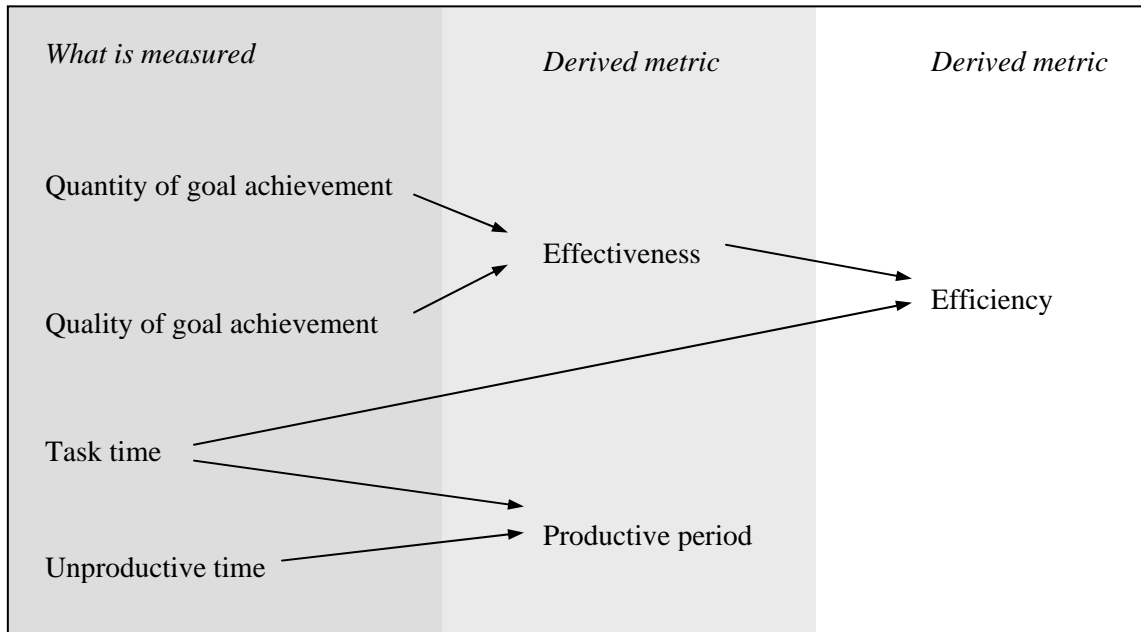 What is measured
Derived metric
Derived metric
Quantity of goal achievement
Effectiveness
Efficiency
Quality of goal achievement
Task time
Productive period
Unproductive time